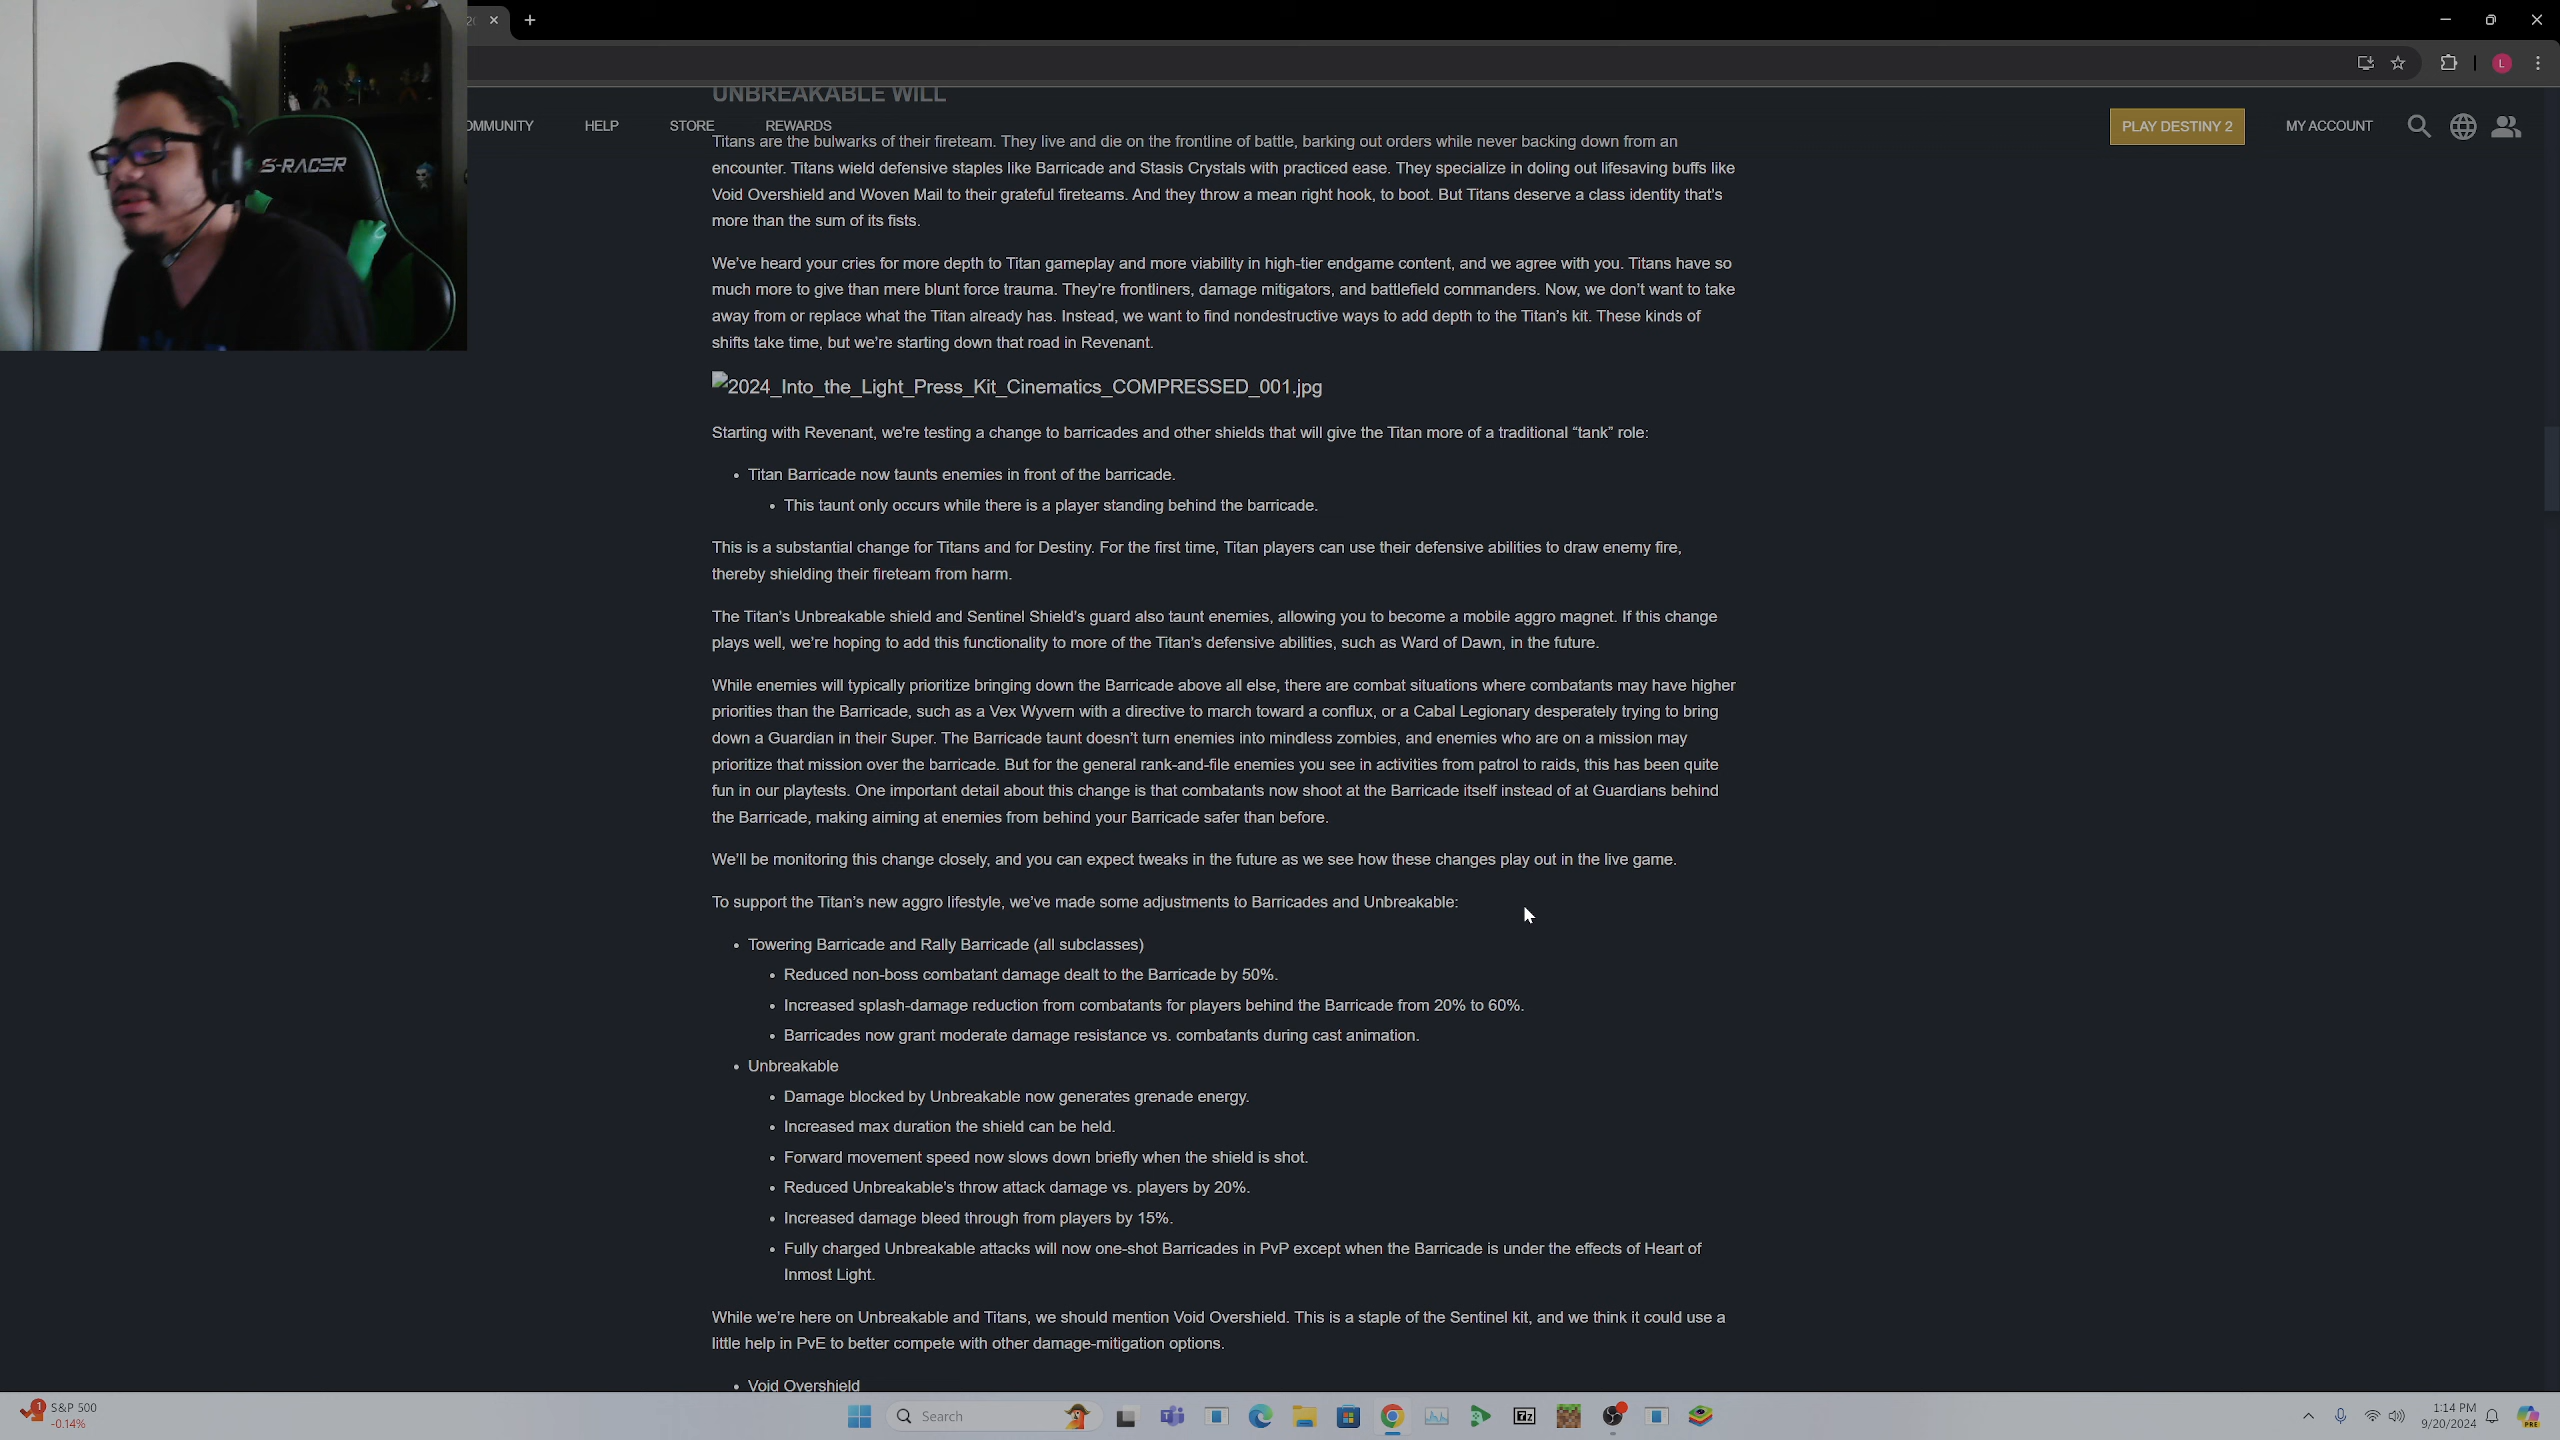 UNBREAKABLE WILL
OMMUNITY HELP STORE REWARDS PLAY DESTINY 2 MY ACCOUNT
S-RACER
Titans are the bulwarks of their fireteam. They live and die on the frontline of battle, barking out orders while never backing down from an
encounter. Titans wield defensive staples like Barricade and Stasis Crystals with practiced ease. They specialize in doling out lifesaving buffs like
Void Overshield and Woven Mail to their grateful fireteams. And they throw a mean right hook, to boot. But Titans deserve a class identity that's
more than the sum of its fists.
We've heard your cries for more depth to Titan gameplay and more viability in high-tier endgame content, and we agree with you. Titans have so
much more to give than mere blunt force trauma. They're frontliners, damage mitigators, and battlefield commanders. Now, we don't want to take
away from or replace what the Titan already has. Instead, we want to find nondestructive ways to add depth to the Titan's kit. These kinds of
shifts take time, but we're starting down that road in Revenant.
2024_Into_the_Light_Press_Kit_Cinematics_COMPRESSED_001.jpg
Starting with Revenant, we're testing a change to barricades and other shields that will give the Titan more of a traditional “tank” role:
• Titan Barricade now taunts enemies in front of the barricade.
• This taunt only occurs while there is a player standing behind the barricade.
This is a substantial change for Titans and for Destiny. For the first time, Titan players can use their defensive abilities to draw enemy fire,
thereby shielding their fireteam from harm.
The Titan's Unbreakable shield and Sentinel Shield's guard also taunt enemies, allowing you to become a mobile aggro magnet. If this change
plays well, we're hoping to add this functionality to more of the Titan's defensive abilities, such as Ward of Dawn, in the future.
While enemies will typically prioritize bringing down the Barricade above all else, there are combat situations where combatants may have higher
priorities than the Barricade, such as a Vex Wyvern with a directive to march toward a conflux, or a Cabal Legionary desperately trying to bring
down a Guardian in their Super. The Barricade taunt doesn't turn enemies into mindless zombies, and enemies who are on a mission may
prioritize that mission over the barricade. But for the general rank-and-file enemies you see in activities from patrol to raids, this has been quite
fun in our playtests. One important detail about this change is that combatants now shoot at the Barricade itself instead of at Guardians behind
the Barricade, making aiming at enemies from behind your Barricade safer than before.
We'll be monitoring this change closely, and you can expect tweaks in the future as we see how these changes play out in the live game.
To support the Titan's new aggro lifestyle, we've made some adjustments to Barricades and Unbreakable:
• Towering Barricade and Rally Barricade (all subclasses)
• Reduced non-boss combatant damage dealt to the Barricade by 50%.
• Increased splash-damage reduction from combatants for players behind the Barricade from 20% to 60%.
• Barricades now grant moderate damage resistance vs. combatants during cast animation.
• Unbreakable
• Damage blocked by Unbreakable now generates grenade energy.
• Increased max duration the shield can be held.
• Forward movement speed now slows down briefly when the shield is shot.
• Reduced Unbreakable's throw attack damage vs. players by 20%.
• Increased damage bleed through from players by 15%.
• Fully charged Unbreakable attacks will now one-shot Barricades in PvP except when the Barricade is under the effects of Heart of
Inmost Light.
While we're here on Unbreakable and Titans, we should mention Void Overshield. This is a staple of the Sentinel kit, and we think it could use a
little help in PvE to better compete with other damage-mitigation options.
• Void Overshield
1 S&P 500
-0.14%
Search
7z
1:14 PM
9/20/2024
PRE
L